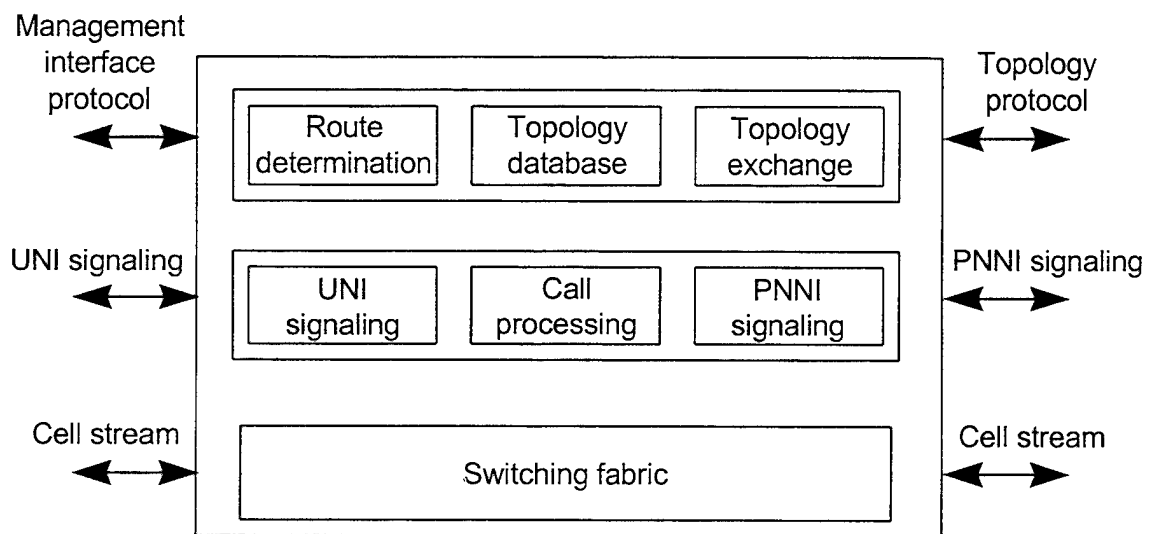 Management
interface
protocol
Topology
protocol
Route
determination
Topology
database
Topology
exchange
UNI signaling
PNNI signaling
UNI
signaling
Call
processing
PNNI
signaling
Cell stream
Cell stream
Switching fabric